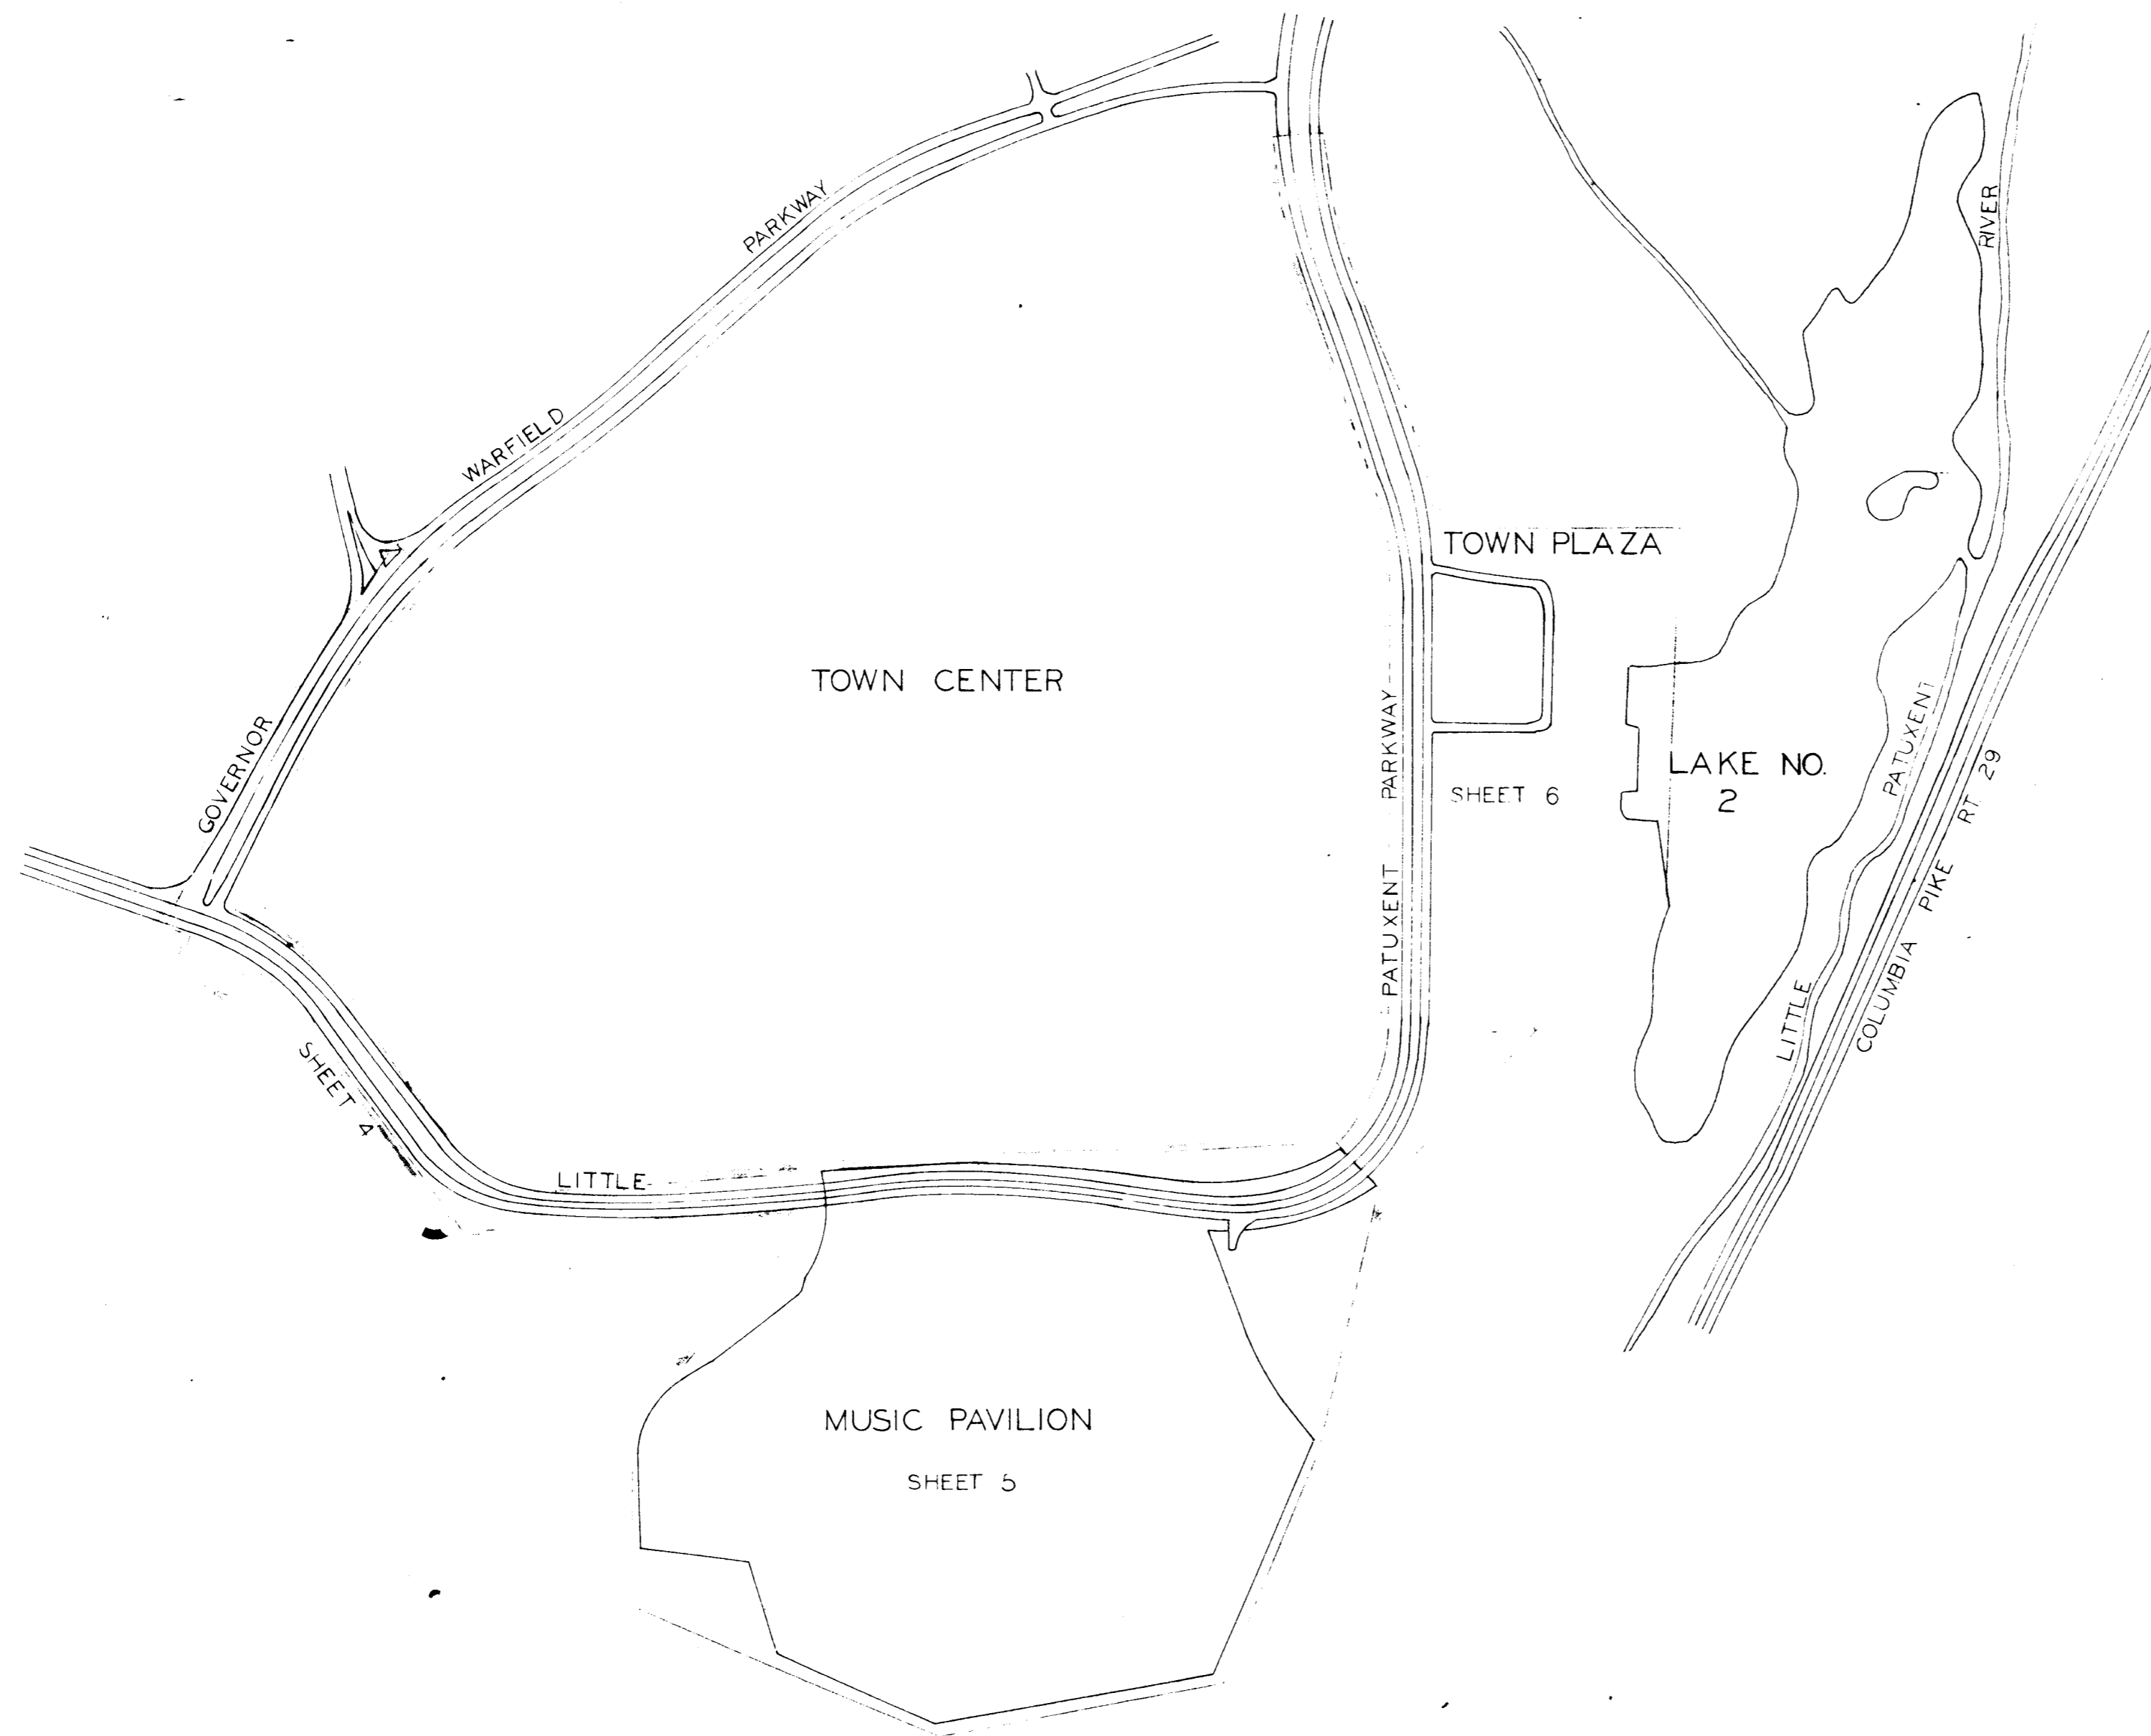 GOVERNOR WARFIELD PARKWAY
RIVER
TOWN PLAZA
TOWN CENTER
PATUXENT PARKWAY
SHEET 6
LAKE NO.
2
LITTLE PATUXENT
COLUMBIA PIKE RT 29
SHEET 4
LITTLE
MUSIC PAVILION
SHEET 5